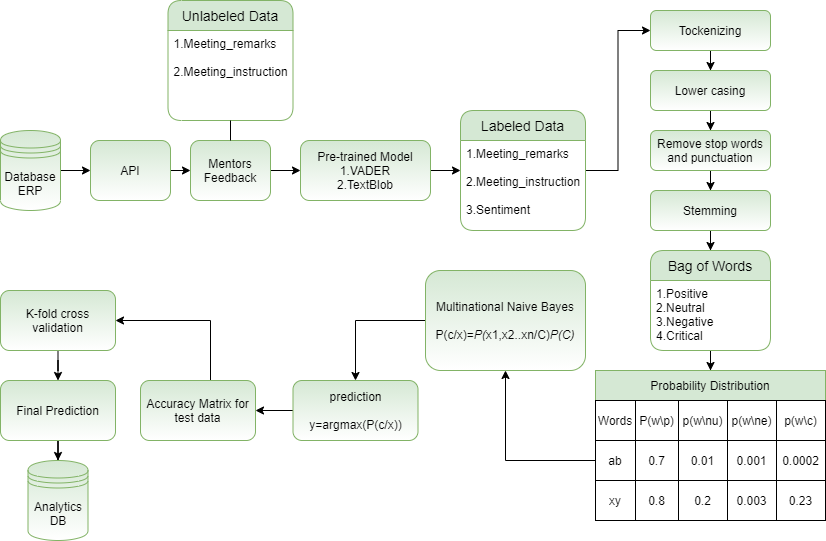 Unlabeled Data
1.Meeting_remarks
2.Meeting_instruction
Database
ERP
API
Mentors
Feedback
Pre-trained Model
1.VADER
2.TextBlob
Labeled Data
1.Meeting_remarks
2.Meeting_instruction
3.Sentiment
Tockenizing
Lower casing
Remove stop words
and punctuation
Stemming
Bag of Words
1.Positive
2.Neutral
3.Negative
4.Critical
Probability Distribution
Words P(w\p) p(w\nu) p(w\ne) p(w\c)
ab 0.7 0.01 0.001 0.0002
xy 0.8 0.2 0.003 0.23
Multinational Naive Bayes
P(c/x)=P(x1,x2..xn/C)P(C)
prediction
y=argmax(P(c/x))
Accuracy Matrix for
test data
K-fold cross
validation
Final Prediction
Analytics
DB